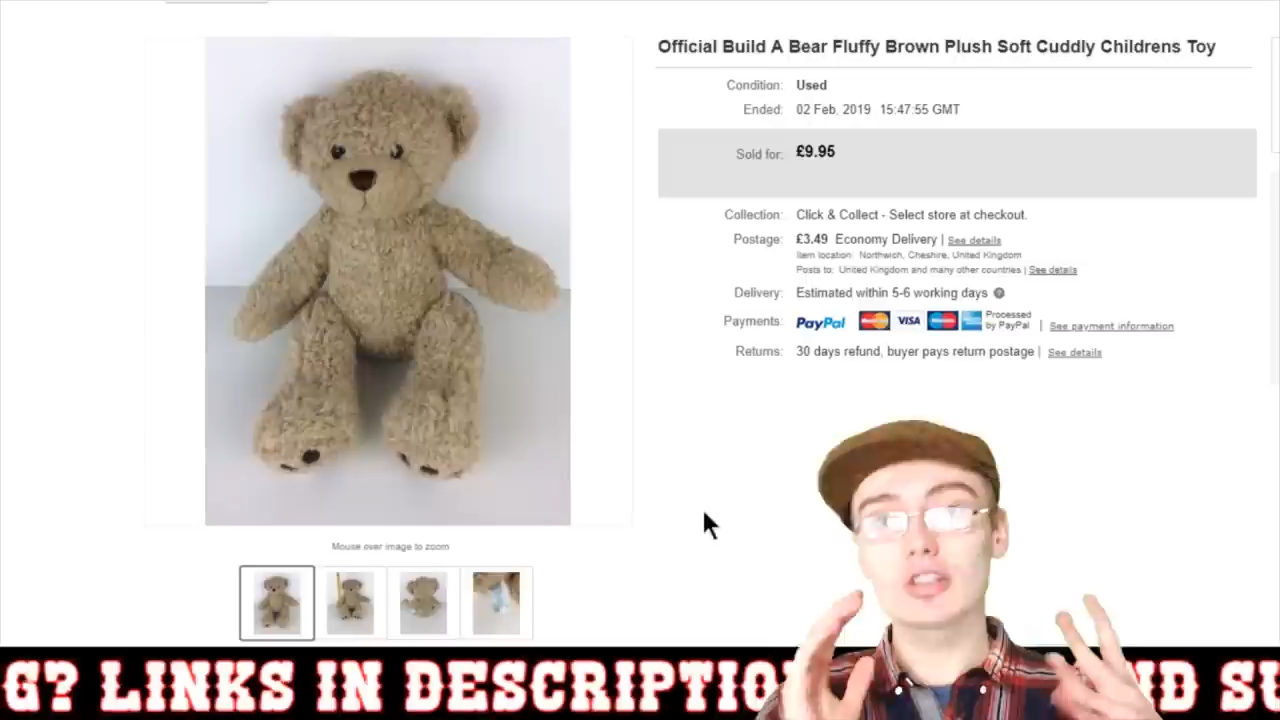 Official Build A Bear Fluffy Brown Plush Soft Cuddly Childrens Toy
Condition: Used
Ended: 02 Feb, 2019 15:47:55 GMT
Sold for: £9.95
Collection: Click & Collect - Select store at checkout.
Postage: £3.49 Economy Delivery | See details
Item location: Northwich, Cheshire, United Kingdom
Posts to: United Kingdom and many other countries | See details
Delivery: Estimated within 5-6 working days
Payments: PayPal MasterCard VISA Processed by PayPal | See payment information
Returns: 30 days refund, buyer pays return postage | See details
Mouse over image to zoom
G? LINKS IN DESCRIPTIO ND SU